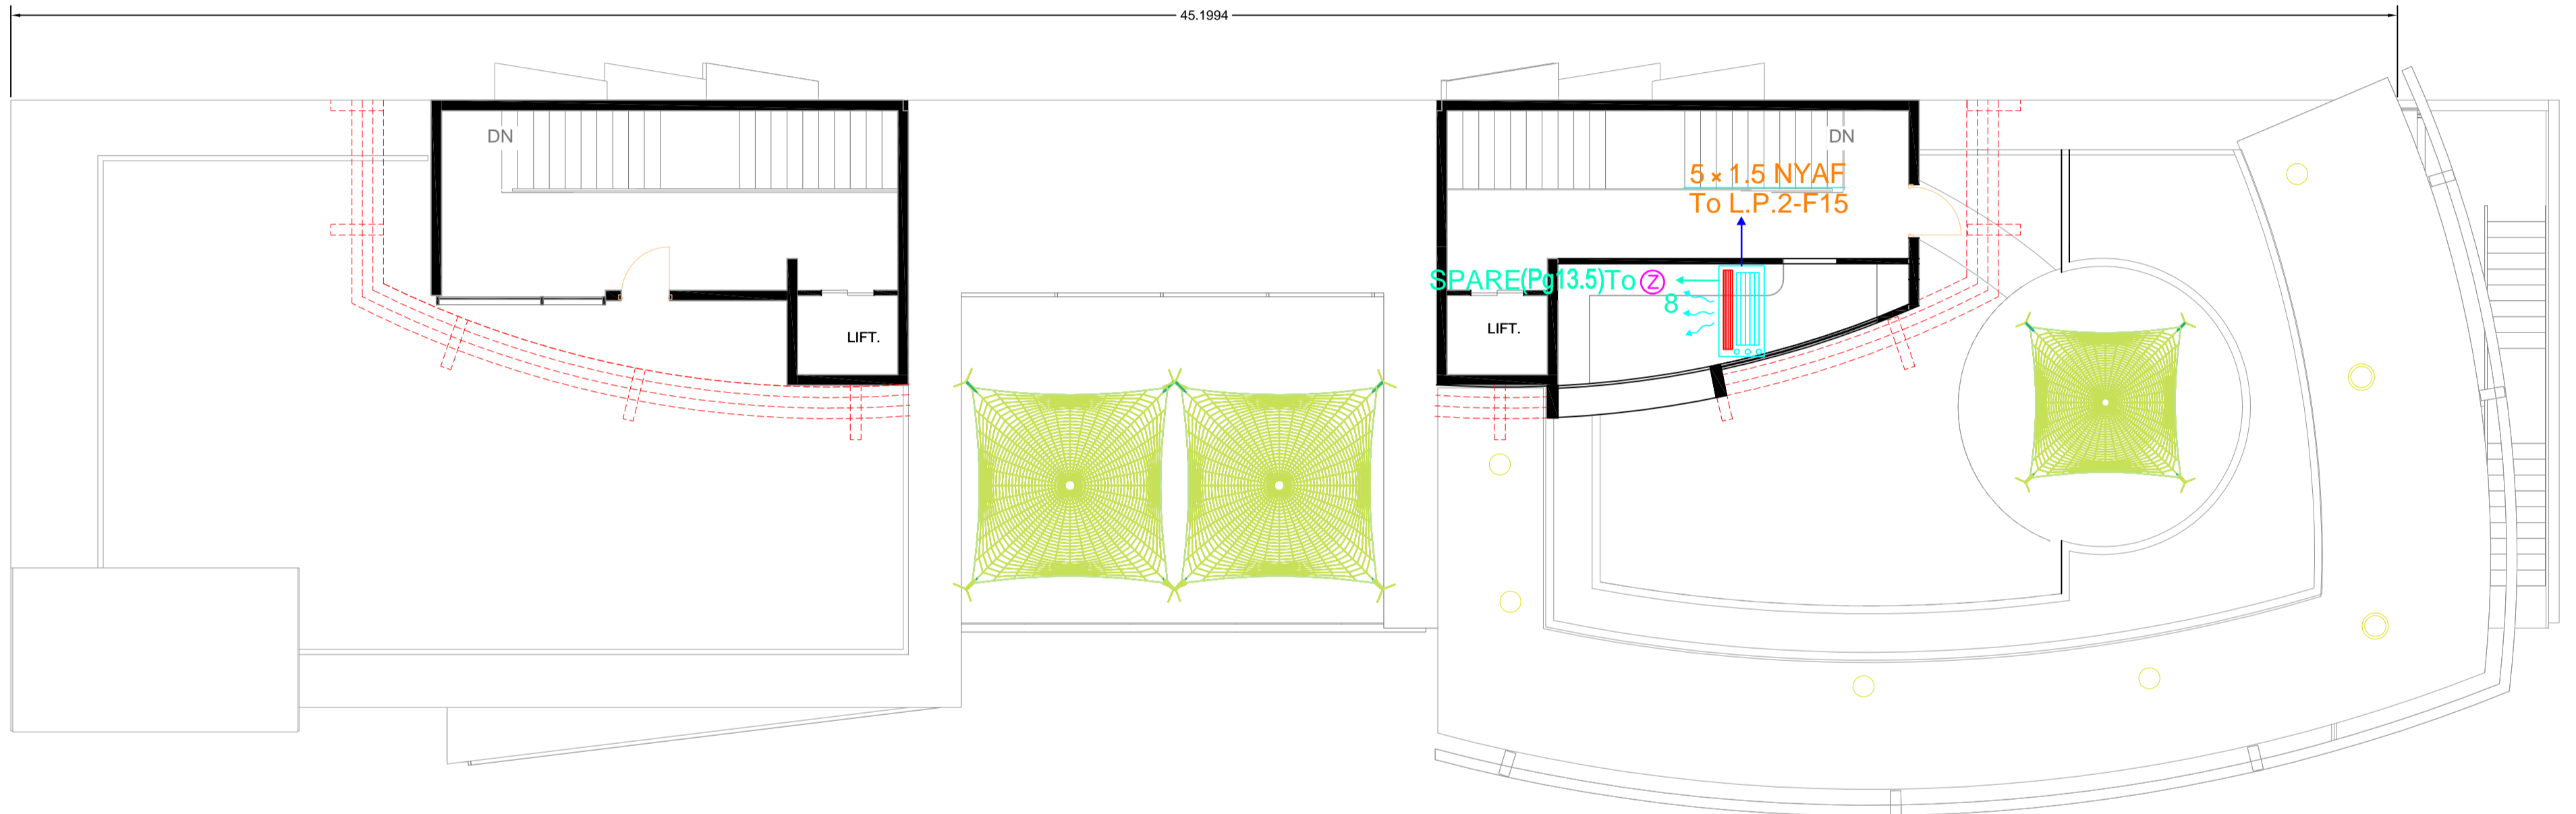 45.1994
DN
DN
5 × 1.5 NYAF
To L.P.2-F15
SPARE(Pg13.5)To Z
8
LIFT.
LIFT.